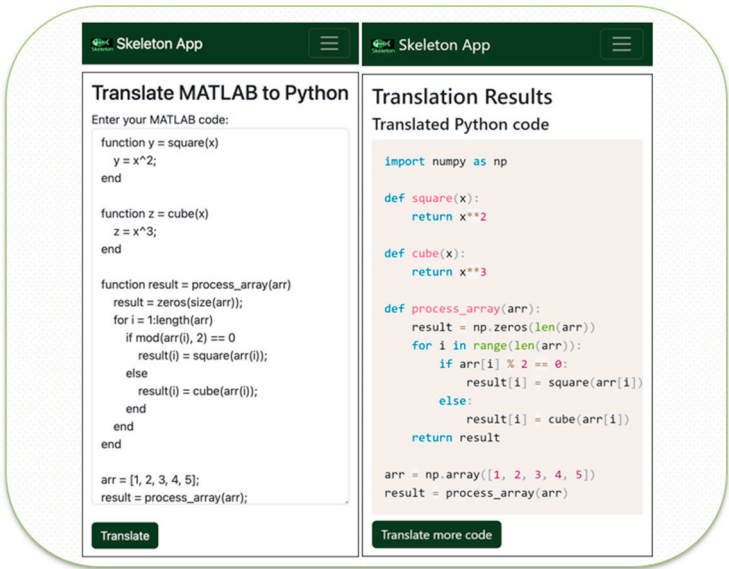 Skeleton App
Translate MATLAB to Python
Enter your MATLAB code:
function y = square(x)
y = x^2;
end
function z = cube(x)
z = x^3;
end
function result = process_array(arr)
result = zeros(size(arr));
for i = 1:length(arr)
if mod(arr(i), 2) == 0
result(i) = square(arr(i));
else
result(i) = cube(arr(i));
end
end
end
arr = [1, 2, 3, 4, 5];
result = process_array(arr);
Translate
Skeleton App
Translation Results
Translated Python code
import numpy as np
def square(x):
return x**2
def cube(x):
return x**3
def process_array(arr):
result = np.zeros(len(arr))
for i in range(len(arr)):
if arr[i] % 2 == 0:
result[i] = square(arr[i])
else:
result[i] = cube(arr[i])
return result
arr = np.array([1, 2, 3, 4, 5])
result = process_array(arr)
Translate more code